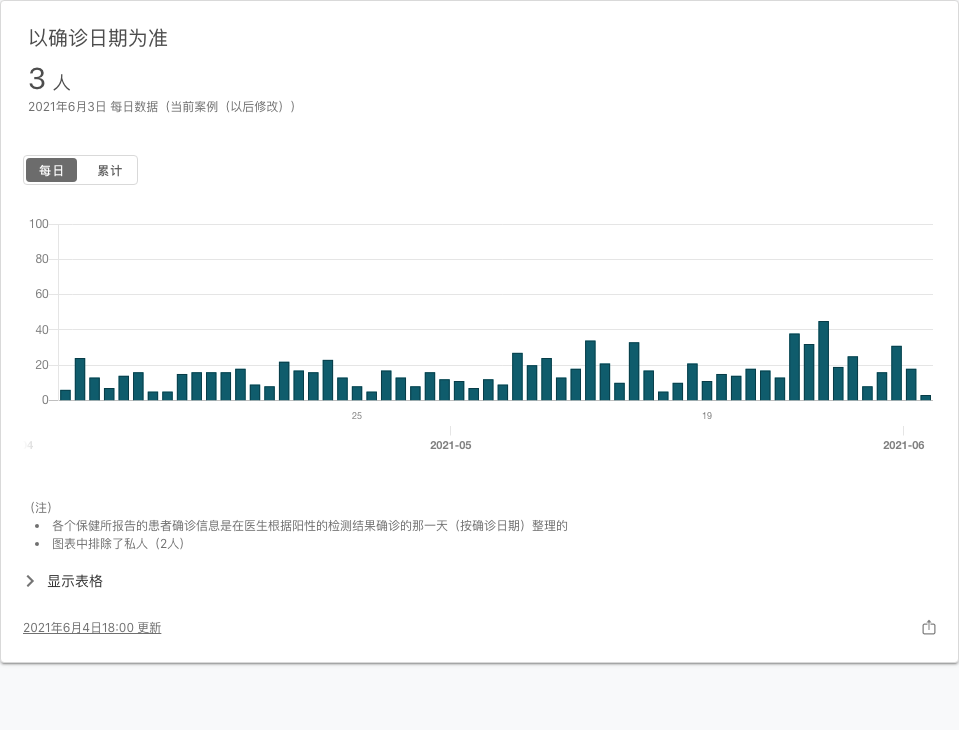 以确诊日期为准
3 人
2021年6月3日 每日数据（当前案例（以后修改））
每日 累计
100
80
60
40
20
0
25 19
2021-05 2021-06
（注）
• 各个保健所报告的患者确诊信息是在医生根据阳性的检测结果确诊的那一天（按确诊日期）整理的
• 图表中排除了私人（2人）
显示表格
2021年6月4日18:00 更新